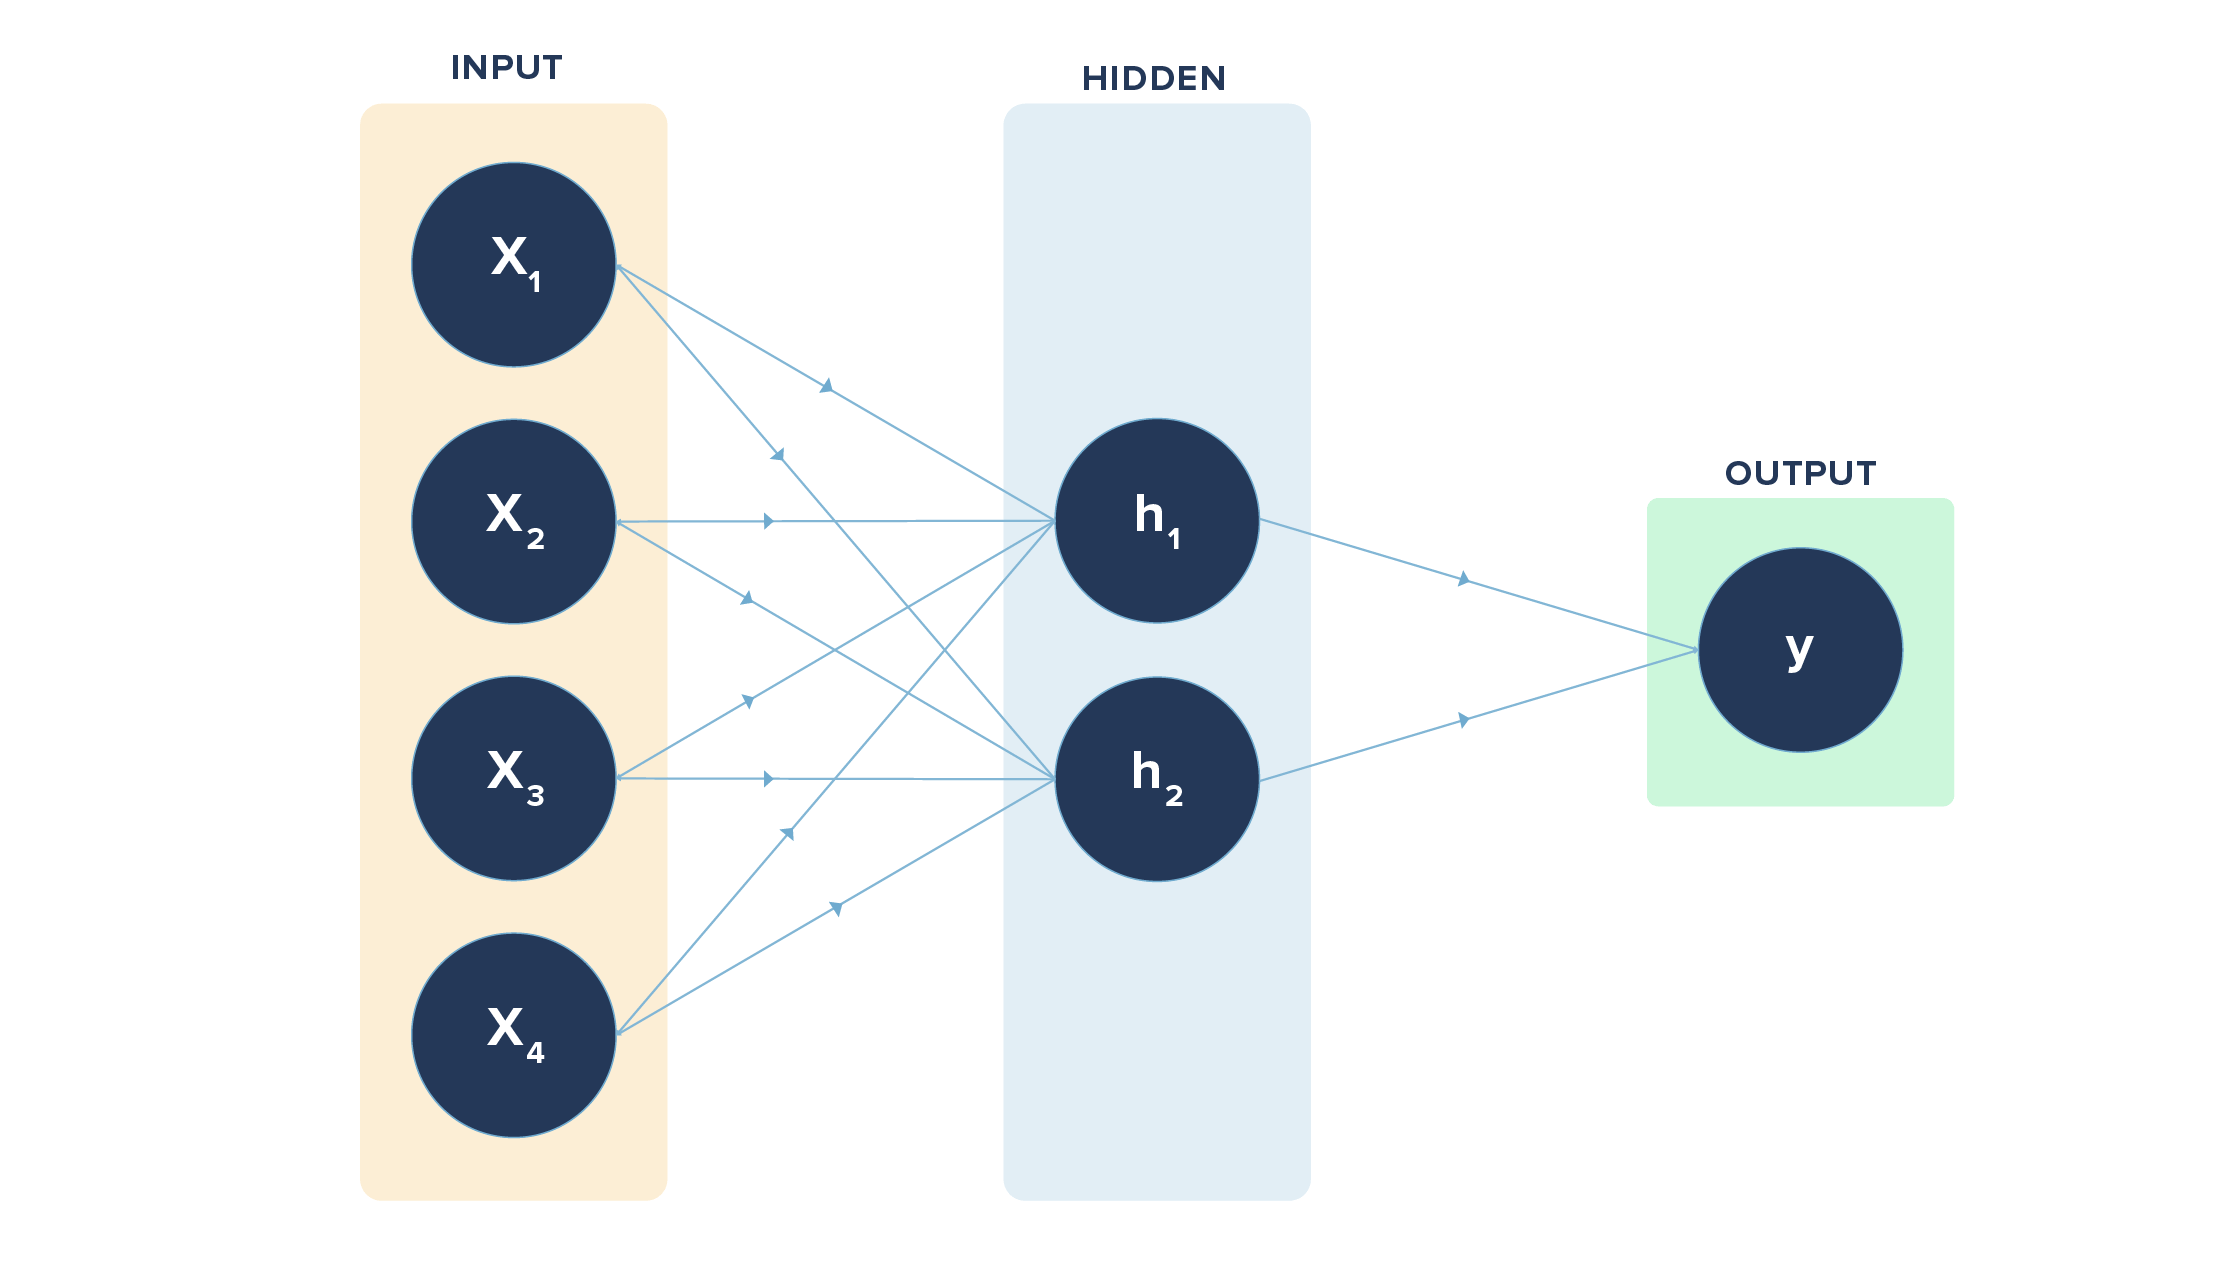 INPUT
HIDDEN
X₁
X₂
h₁
OUTPUT
y
X₃
h₂
X₄